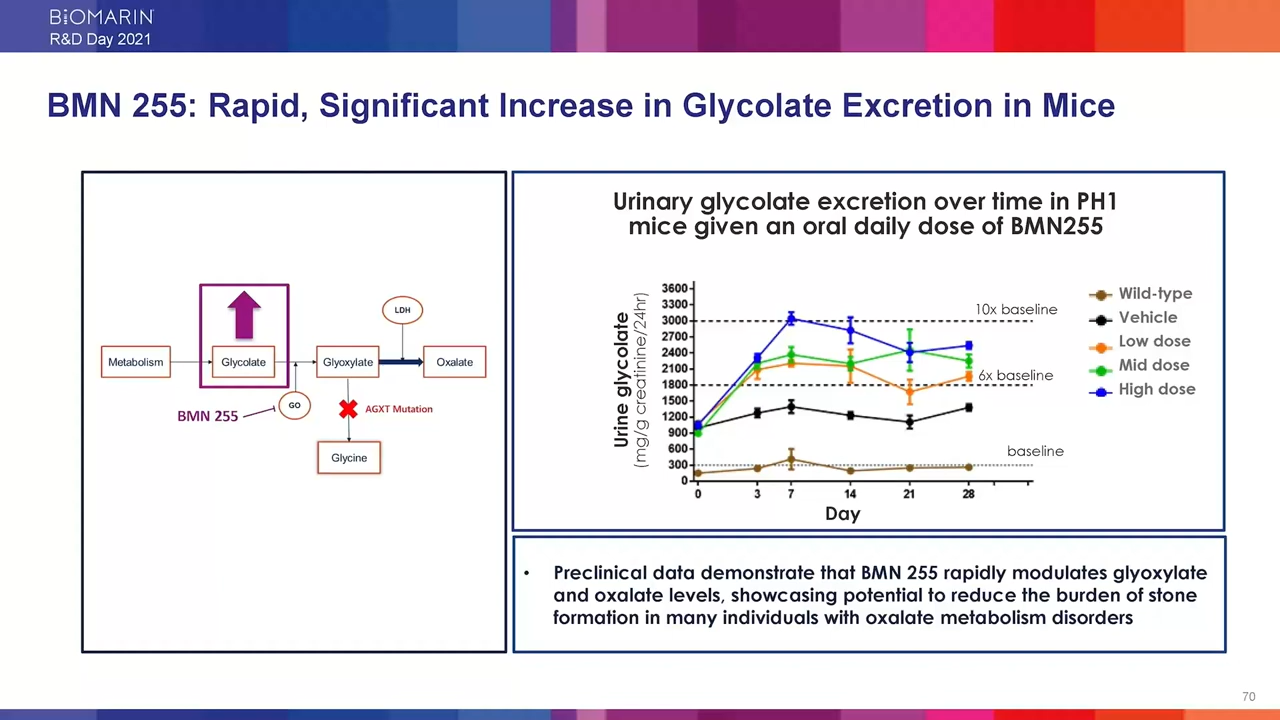 BIOMARIN
R&D Day 2021
BMN 255: Rapid, Significant Increase in Glycolate Excretion in Mice
LDH
Metabolism
Glycolate
Glyoxylate
Oxalate
GO
BMN 255
AGXT Mutation
Glycine
Urinary glycolate excretion over time in PH1
mice given an oral daily dose of BMN255
Urine glycolate
(mg/g creatinine/24hr)
3600
3300
3000
2700
2400
2100
1800
1500
1200
900
600
300
0
10x baseline
6x baseline
baseline
0 3 7 14 21 28
Day
Wild-type
Vehicle
Low dose
Mid dose
High dose
• Preclinical data demonstrate that BMN 255 rapidly modulates glyoxylate
and oxalate levels, showcasing potential to reduce the burden of stone
formation in many individuals with oxalate metabolism disorders
70